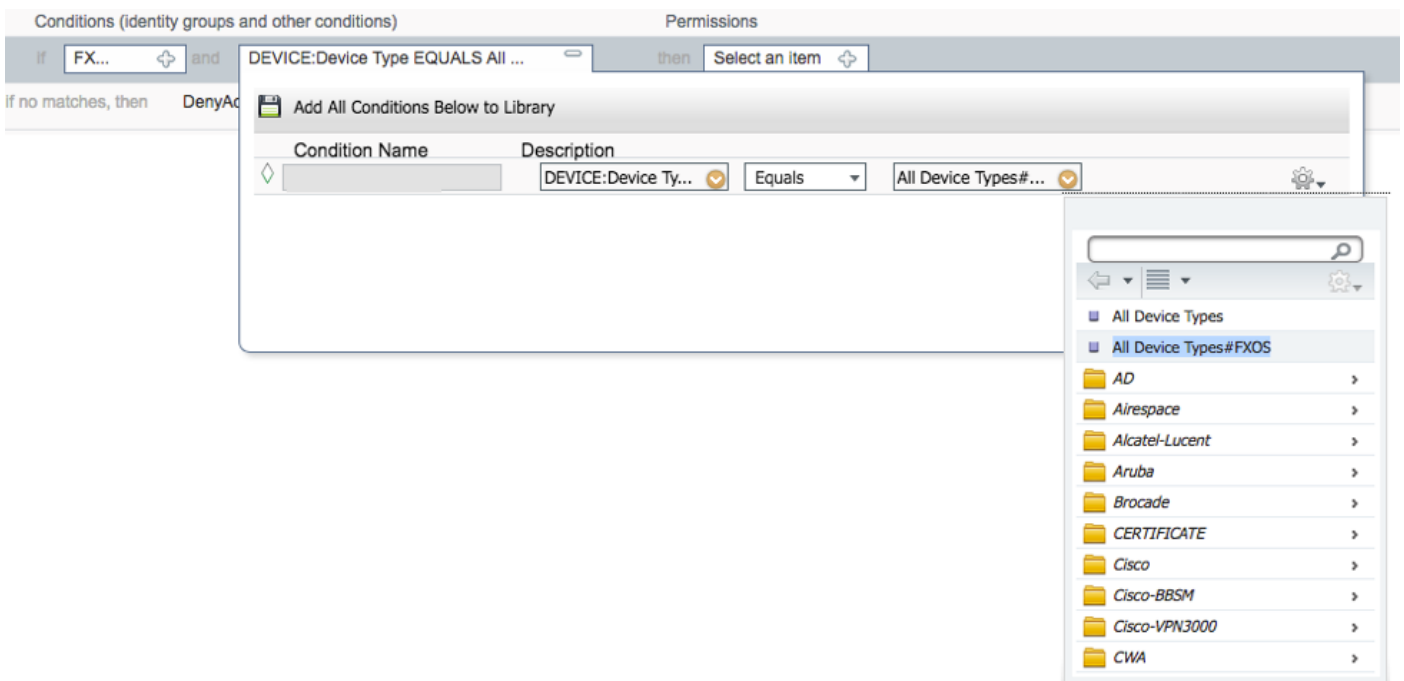 Conditions (identity groups and other conditions) Permissions
If FX... and DEVICE:Device Type EQUALS All ... then Select an item
if no matches, then DenyAc
Add All Conditions Below to Library
Condition Name Description
DEVICE:Device Ty... Equals All Device Types#...
All Device Types
All Device Types#FXOS
AD
Airespace
Alcatel-Lucent
Aruba
Brocade
CERTIFICATE
Cisco
Cisco-BBSM
Cisco-VPN3000
CWA